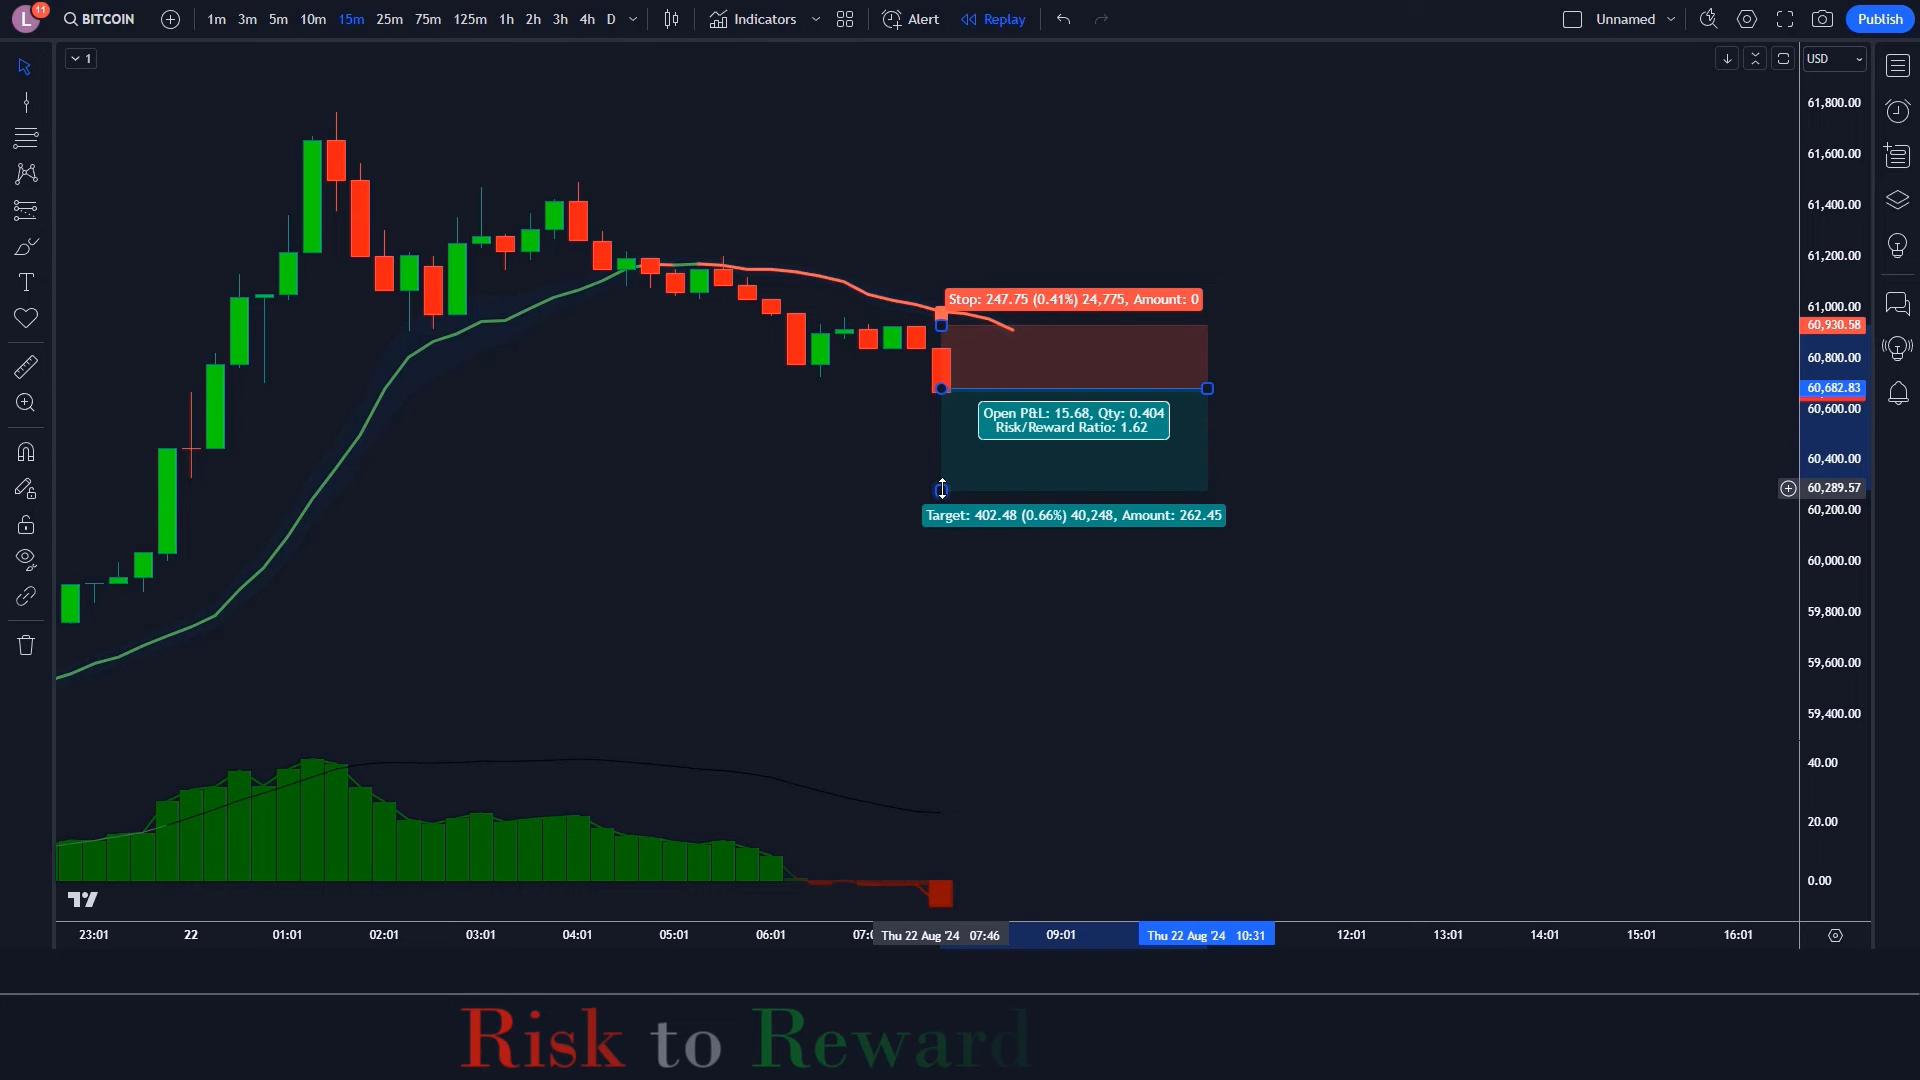 L 11 BITCOIN 1m 3m 5m 10m 15m 25m 75m 125m 1h 2h 3h 4h D Indicators Alert Replay Unnamed Publish
1
USD
61,800.00
61,600.00
61,400.00
61,200.00
61,000.00
60,930.58
60,800.00
60,682.83
60,600.00
60,400.00
60,289.57
60,200.00
60,000.00
59,800.00
59,600.00
59,400.00
40.00
20.00
0.00
Stop: 247.75 (0.41%) 24,775, Amount: 0
Open P&L: 15.68, Qty: 0.404
Risk/Reward Ratio: 1.62
Target: 402.48 (0.66%) 40,248, Amount: 262.45
T
23:01 22 01:01 02:01 03:01 04:01 05:01 06:01 07:0 Thu 22 Aug '24 07:46 09:01 Thu 22 Aug '24 10:31 12:01 13:01 14:01 15:01 16:01
Risk to Reward